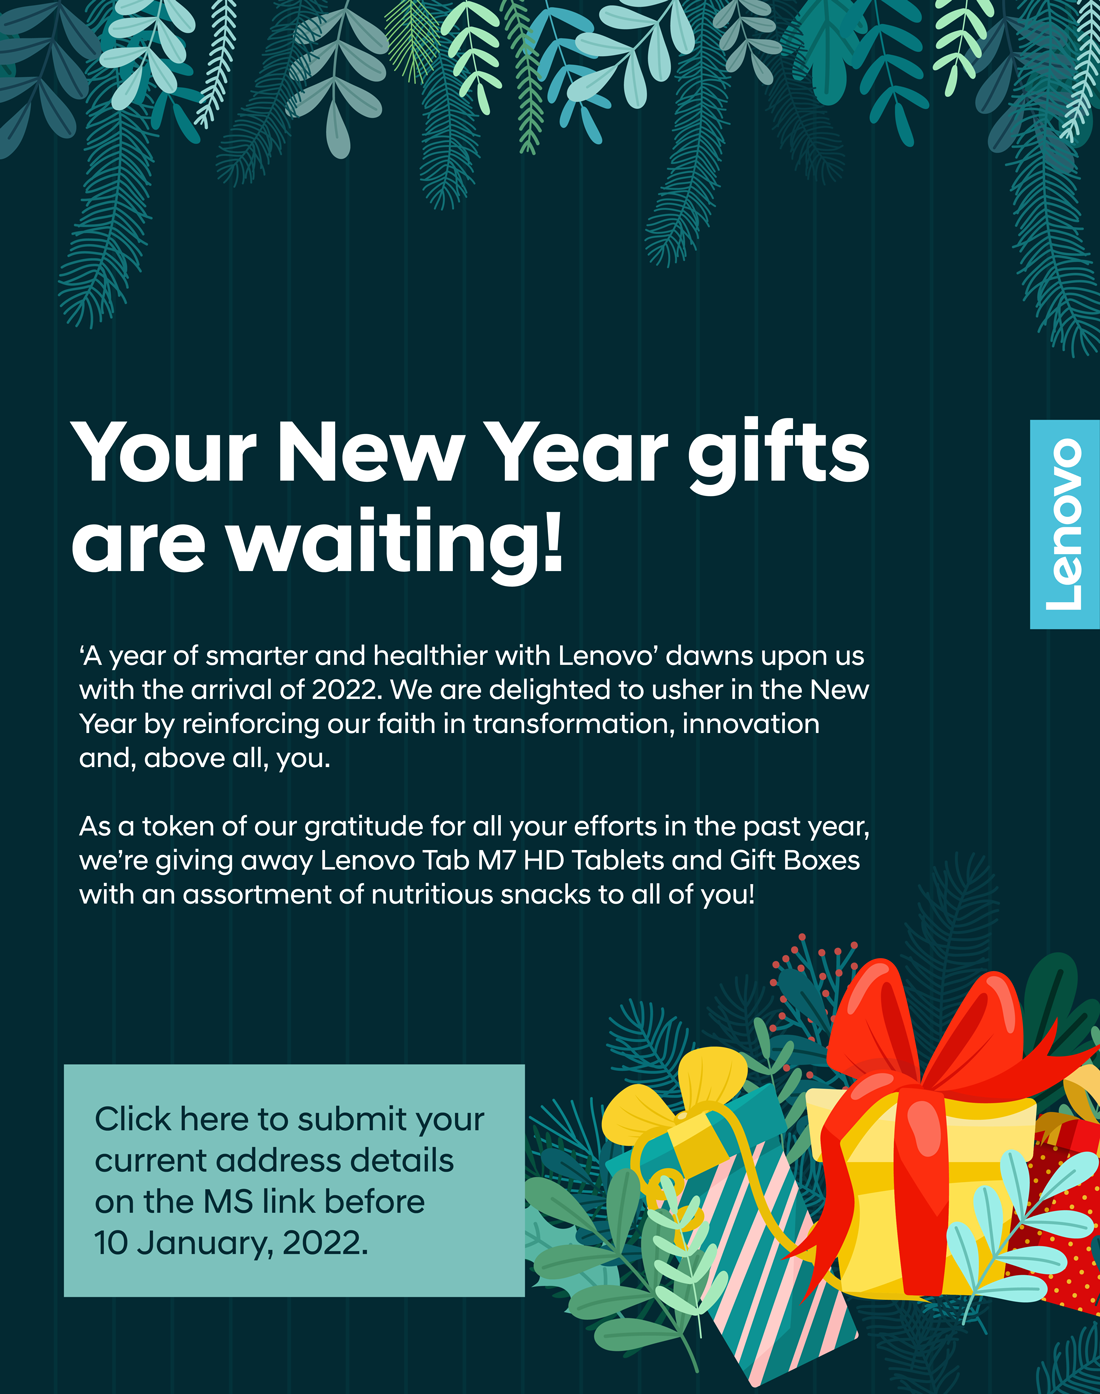 Your New Year gifts
are waiting!
Lenovo
‘A year of smarter and healthier with Lenovo’ dawns upon us
with the arrival of 2022. We are delighted to usher in the New
Year by reinforcing our faith in transformation, innovation
and, above all, you.
As a token of our gratitude for all your efforts in the past year,
we’re giving away Lenovo Tab M7 HD Tablets and Gift Boxes
with an assortment of nutritious snacks to all of you!
Click here to submit your
current address details
on the MS link before
10 January, 2022.